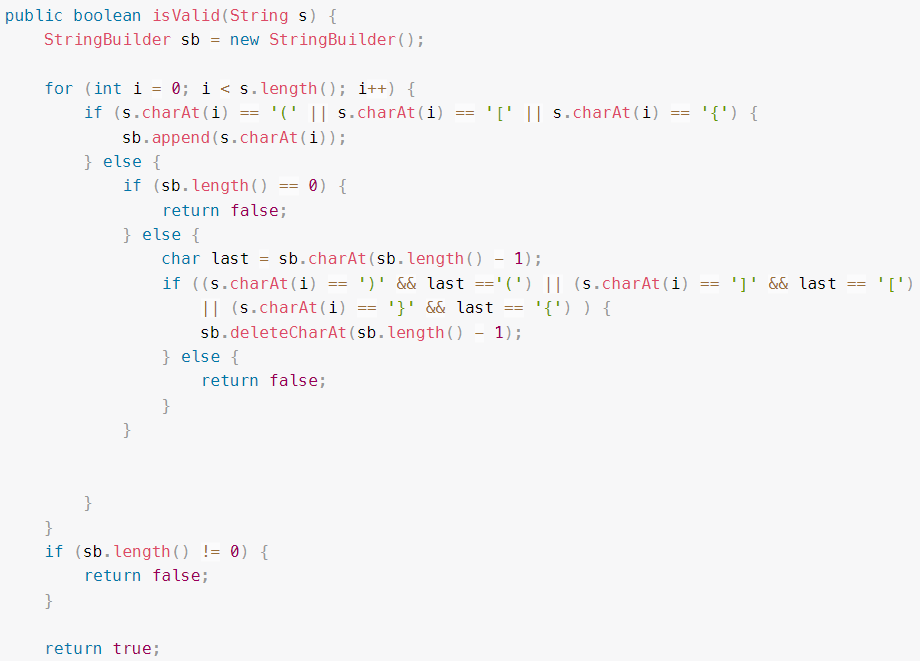 public boolean isValid(String s) {
    StringBuilder sb = new StringBuilder();

    for (int i = 0; i < s.length(); i++) {
        if (s.charAt(i) == '(' || s.charAt(i) == '[' || s.charAt(i) == '{') {
            sb.append(s.charAt(i));
        } else {
            if (sb.length() == 0) {
                return false;
            } else {
                char last = sb.charAt(sb.length() - 1);
                if ((s.charAt(i) == ')' && last =='(') || (s.charAt(i) == ']' && last == '[')
                    || (s.charAt(i) == '}' && last == '{') ) {
                    sb.deleteCharAt(sb.length() - 1);
                } else {
                    return false;
                }
            }


        }
    }
    if (sb.length() != 0) {
        return false;
    }

    return true;